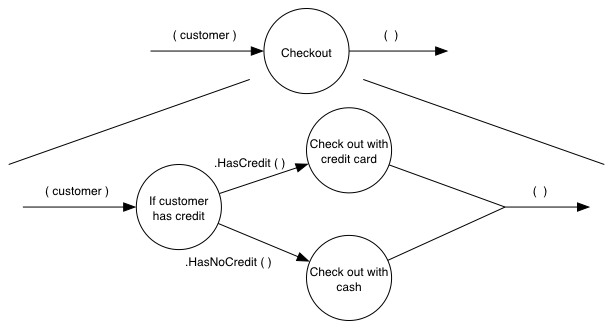 ( customer )
( )
Checkout
Check out with
credit card
.HasCredit ( )
( customer )
( )
If customer
has credit
.HasNoCredit ( )
Check out with
cash